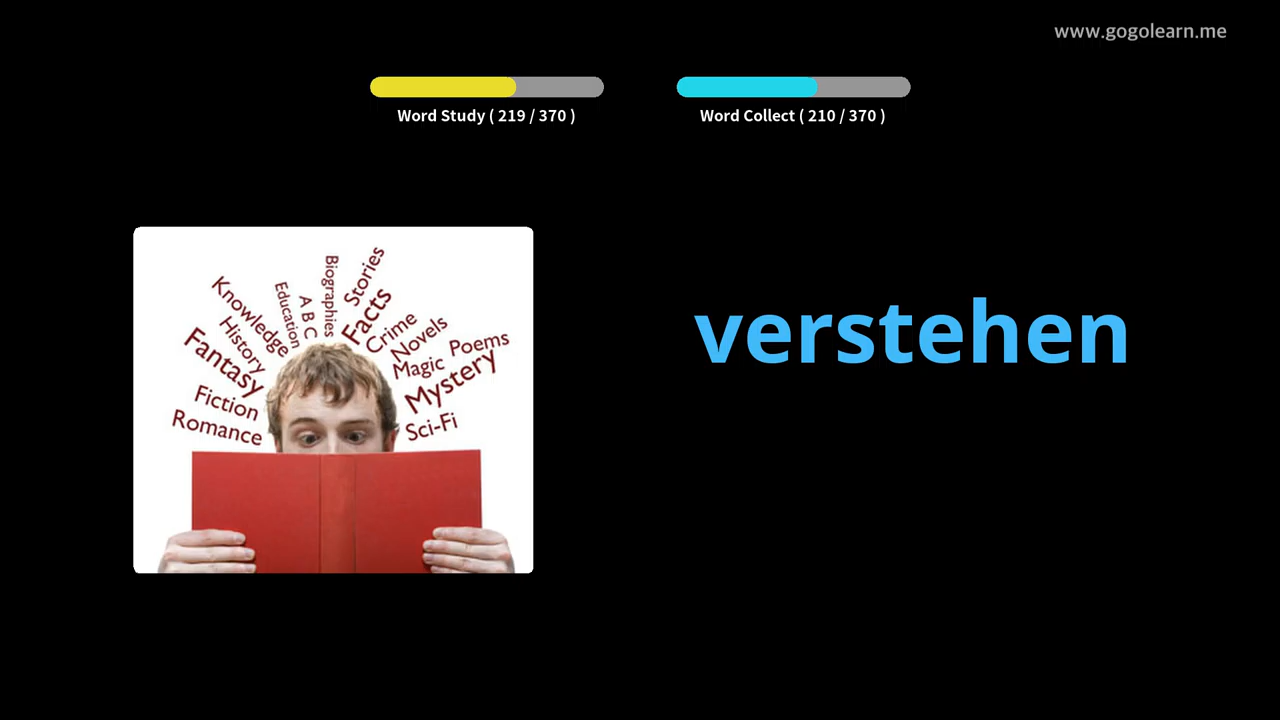 www.gogolearn.me
Word Study ( 219 / 370 )
Word Collect ( 210 / 370 )
verstehen
Romance
Fiction
Fantasy
History
Knowledge
Education
A B C
Biographies
Stories
Facts
Crime
Novels
Magic
Poems
Mystery
Sci-Fi